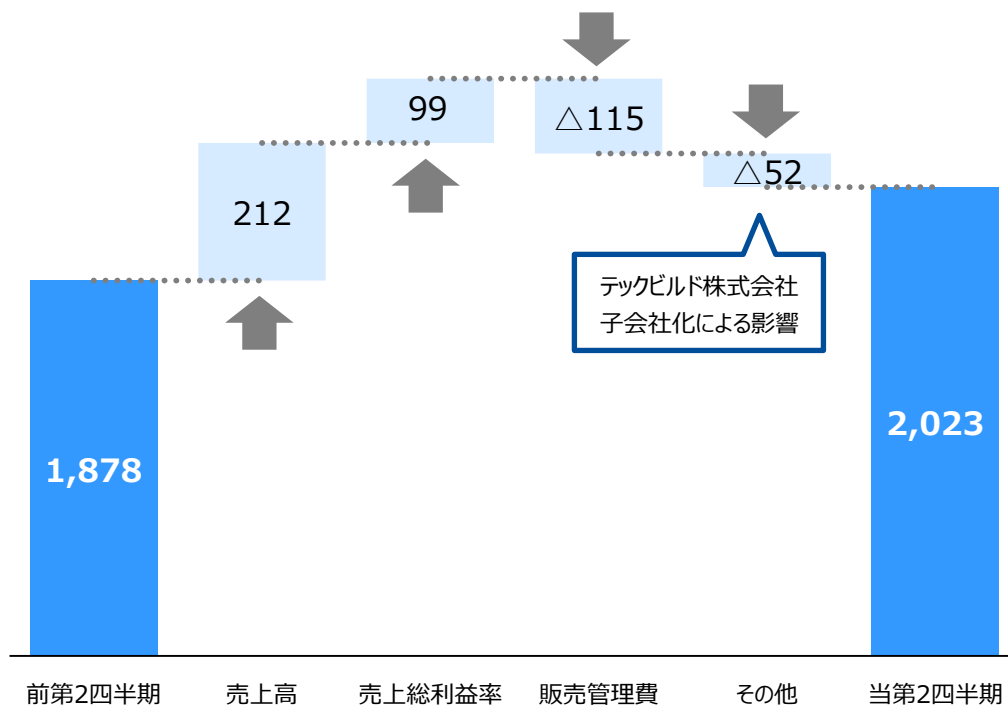 99
△115
△52
212
テックビルド株式会社
子会社化による影響
1,878
2,023
前第2四半期
売上高
売上総利益率
販売管理費
その他
当第2四半期